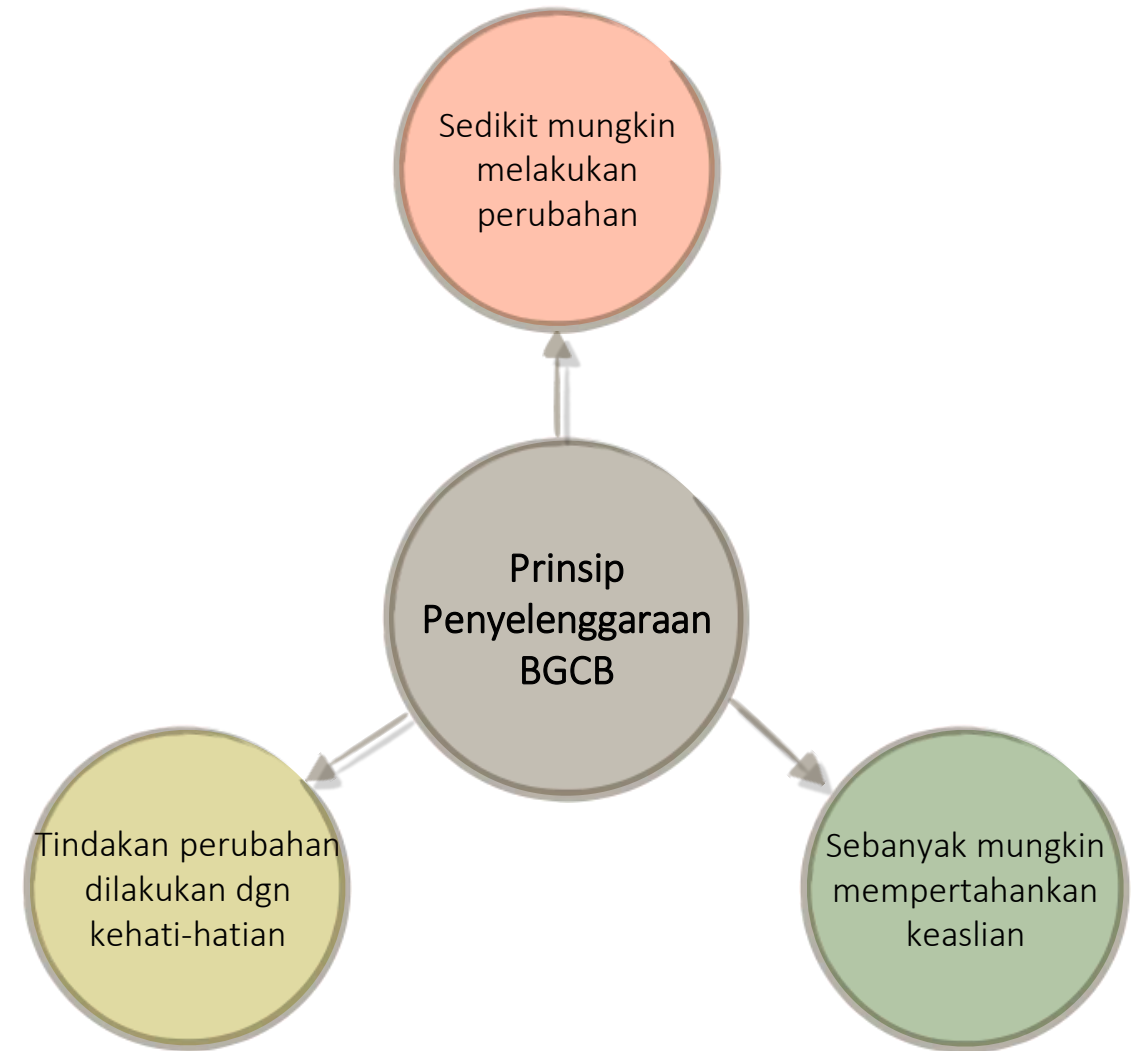 Sedikit mungkin
melakukan
perubahan
Prinsip
Penyelenggaraan
BGCB
Tindakan perubahan
dilakukan dgn
kehati-hatian
Sebanyak mungkin
mempertahankan
keaslian